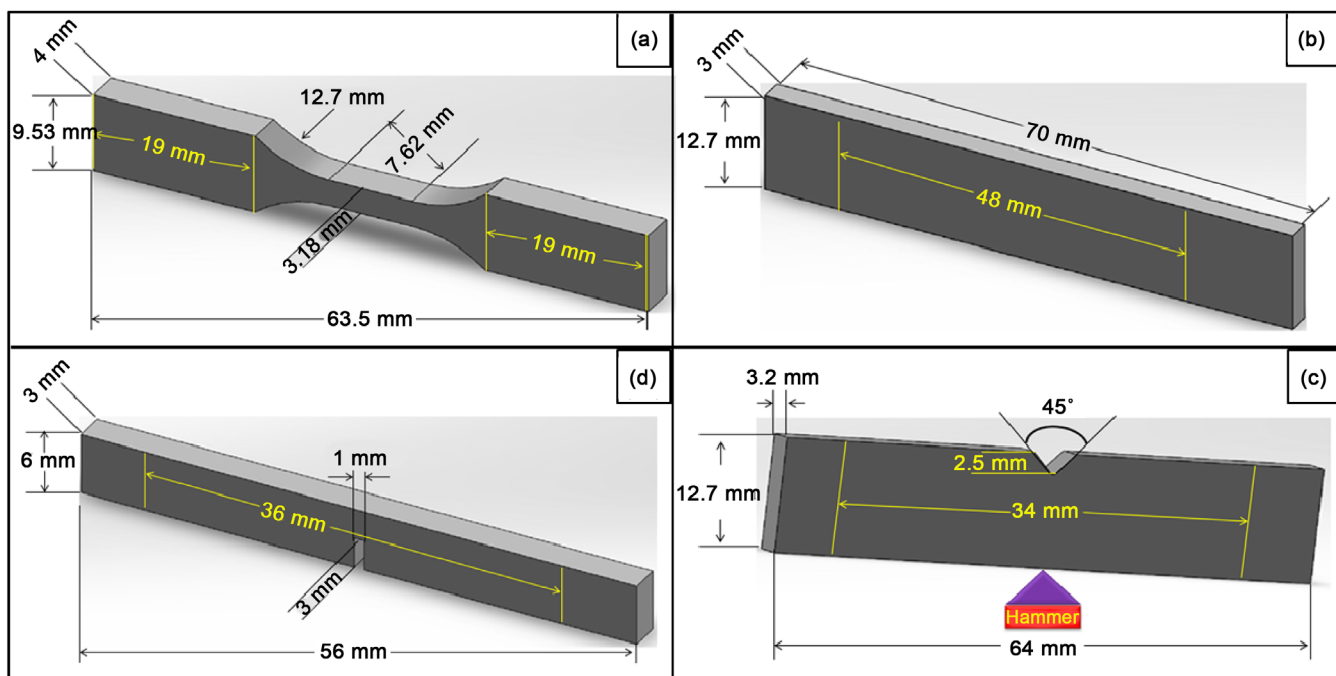 (a)
4 mm
9.53 mm
19 mm
12.7 mm
7.62 mm
3.18 mm
19 mm
63.5 mm
(b)
3 mm
12.7 mm
70 mm
48 mm
(d)
3 mm
6 mm
1 mm
36 mm
3 mm
56 mm
(c)
3.2 mm
45˚
2.5 mm
12.7 mm
34 mm
Hammer
64 mm